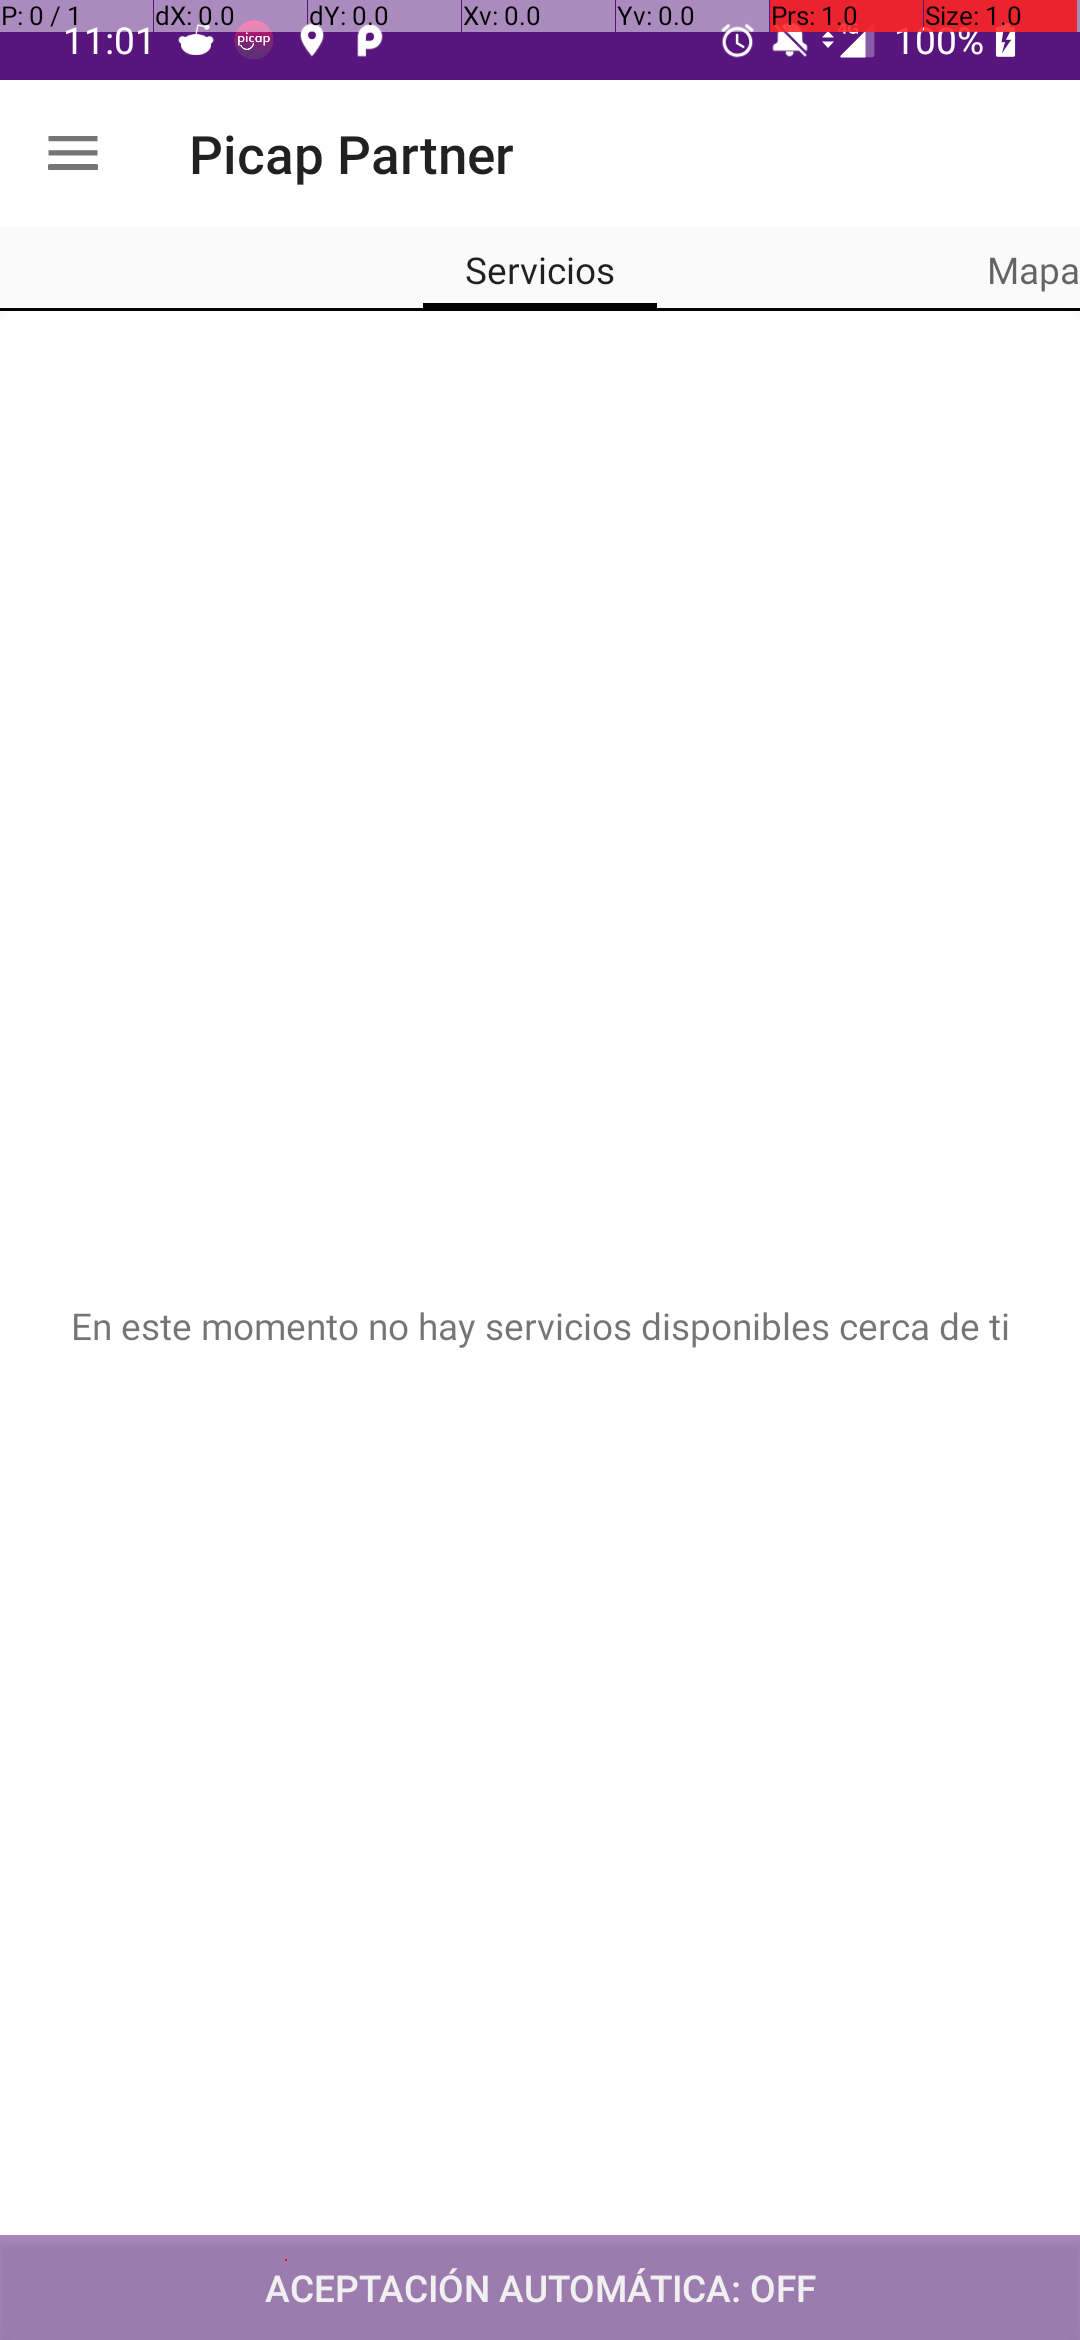 P: 0 / 1 dX: 0.0 dY: 0.0 Xv: 0.0 Yv: 0.0 Prs: 1.0 Size: 1.0
11:01 picap 100%
Picap Partner
Servicios Mapa
En este momento no hay servicios disponibles cerca de ti
ACEPTACIÓN AUTOMÁTICA: OFF